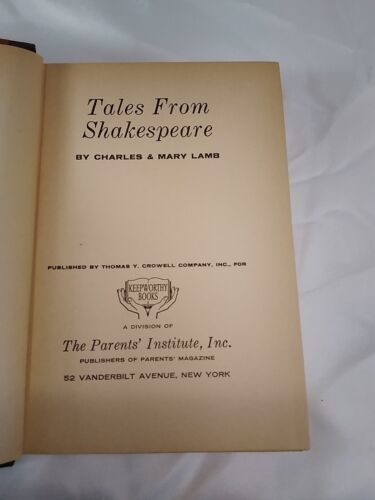 Tales From
Shakespeare
BY CHARLES & MARY LAMB
PUBLISHED BY THOMAS Y. CROWELL COMPANY, INC., FOR
KEEPWORTHY
BOOKS
A DIVISION OF
The Parents' Institute, Inc.
PUBLISHERS OF PARENTS' MAGAZINE
52 VANDERBILT AVENUE, NEW YORK